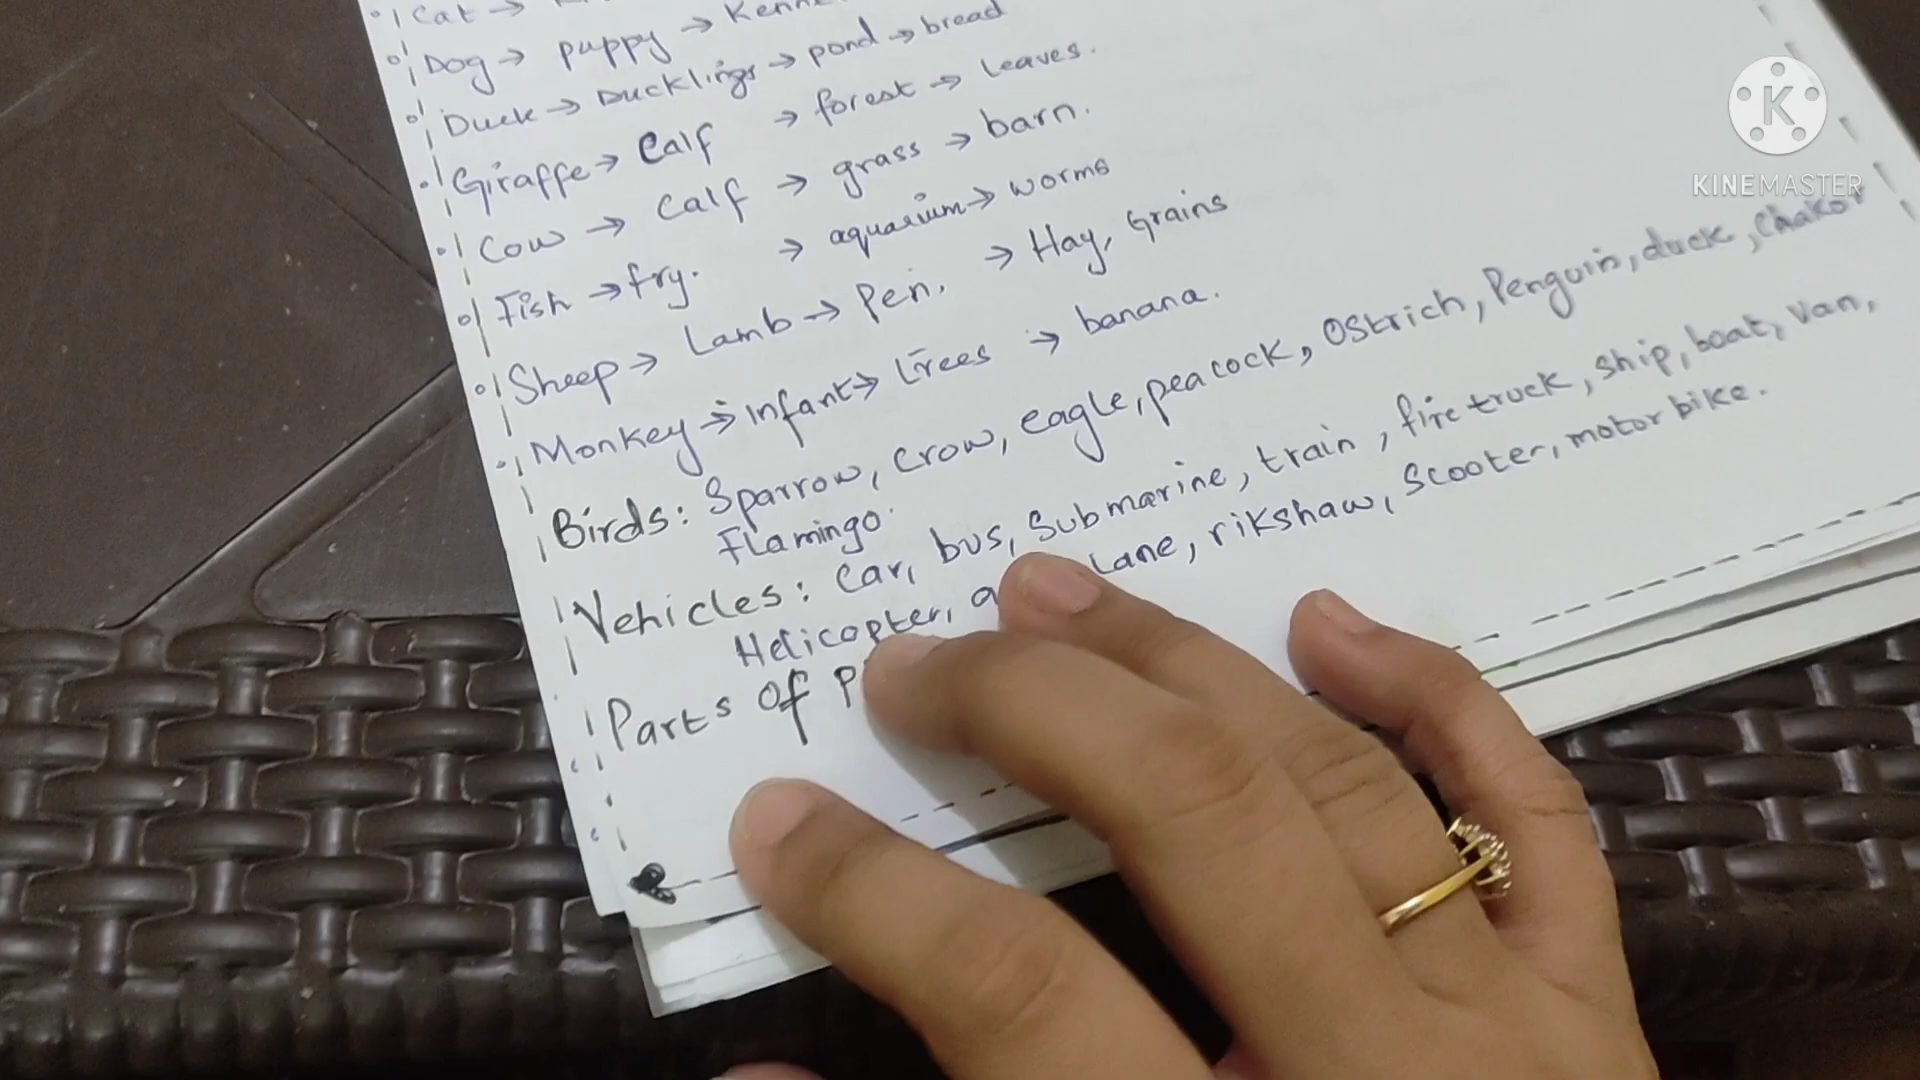 Cat →
Dog → puppy →
Duck → Ducklings → pond → bread
Giraffe → Calf → forest → leaves.
Cow → Calf → grass → barn.
Fish → fry. → aquarium → worms
Sheep → Lamb → Pen. → Hay, Grains
Monkey → infant → trees → banana.
Birds: Sparrow, crow, eagle, peacock, Ostrich, Penguin, duck, chakor
Flamingo.
Vehicles: car, bus, Submarine, train, fire truck, ship, boat, van,
Helicopter, rikshaw, scooter, motor bike.
Parts of
KINEMASTER